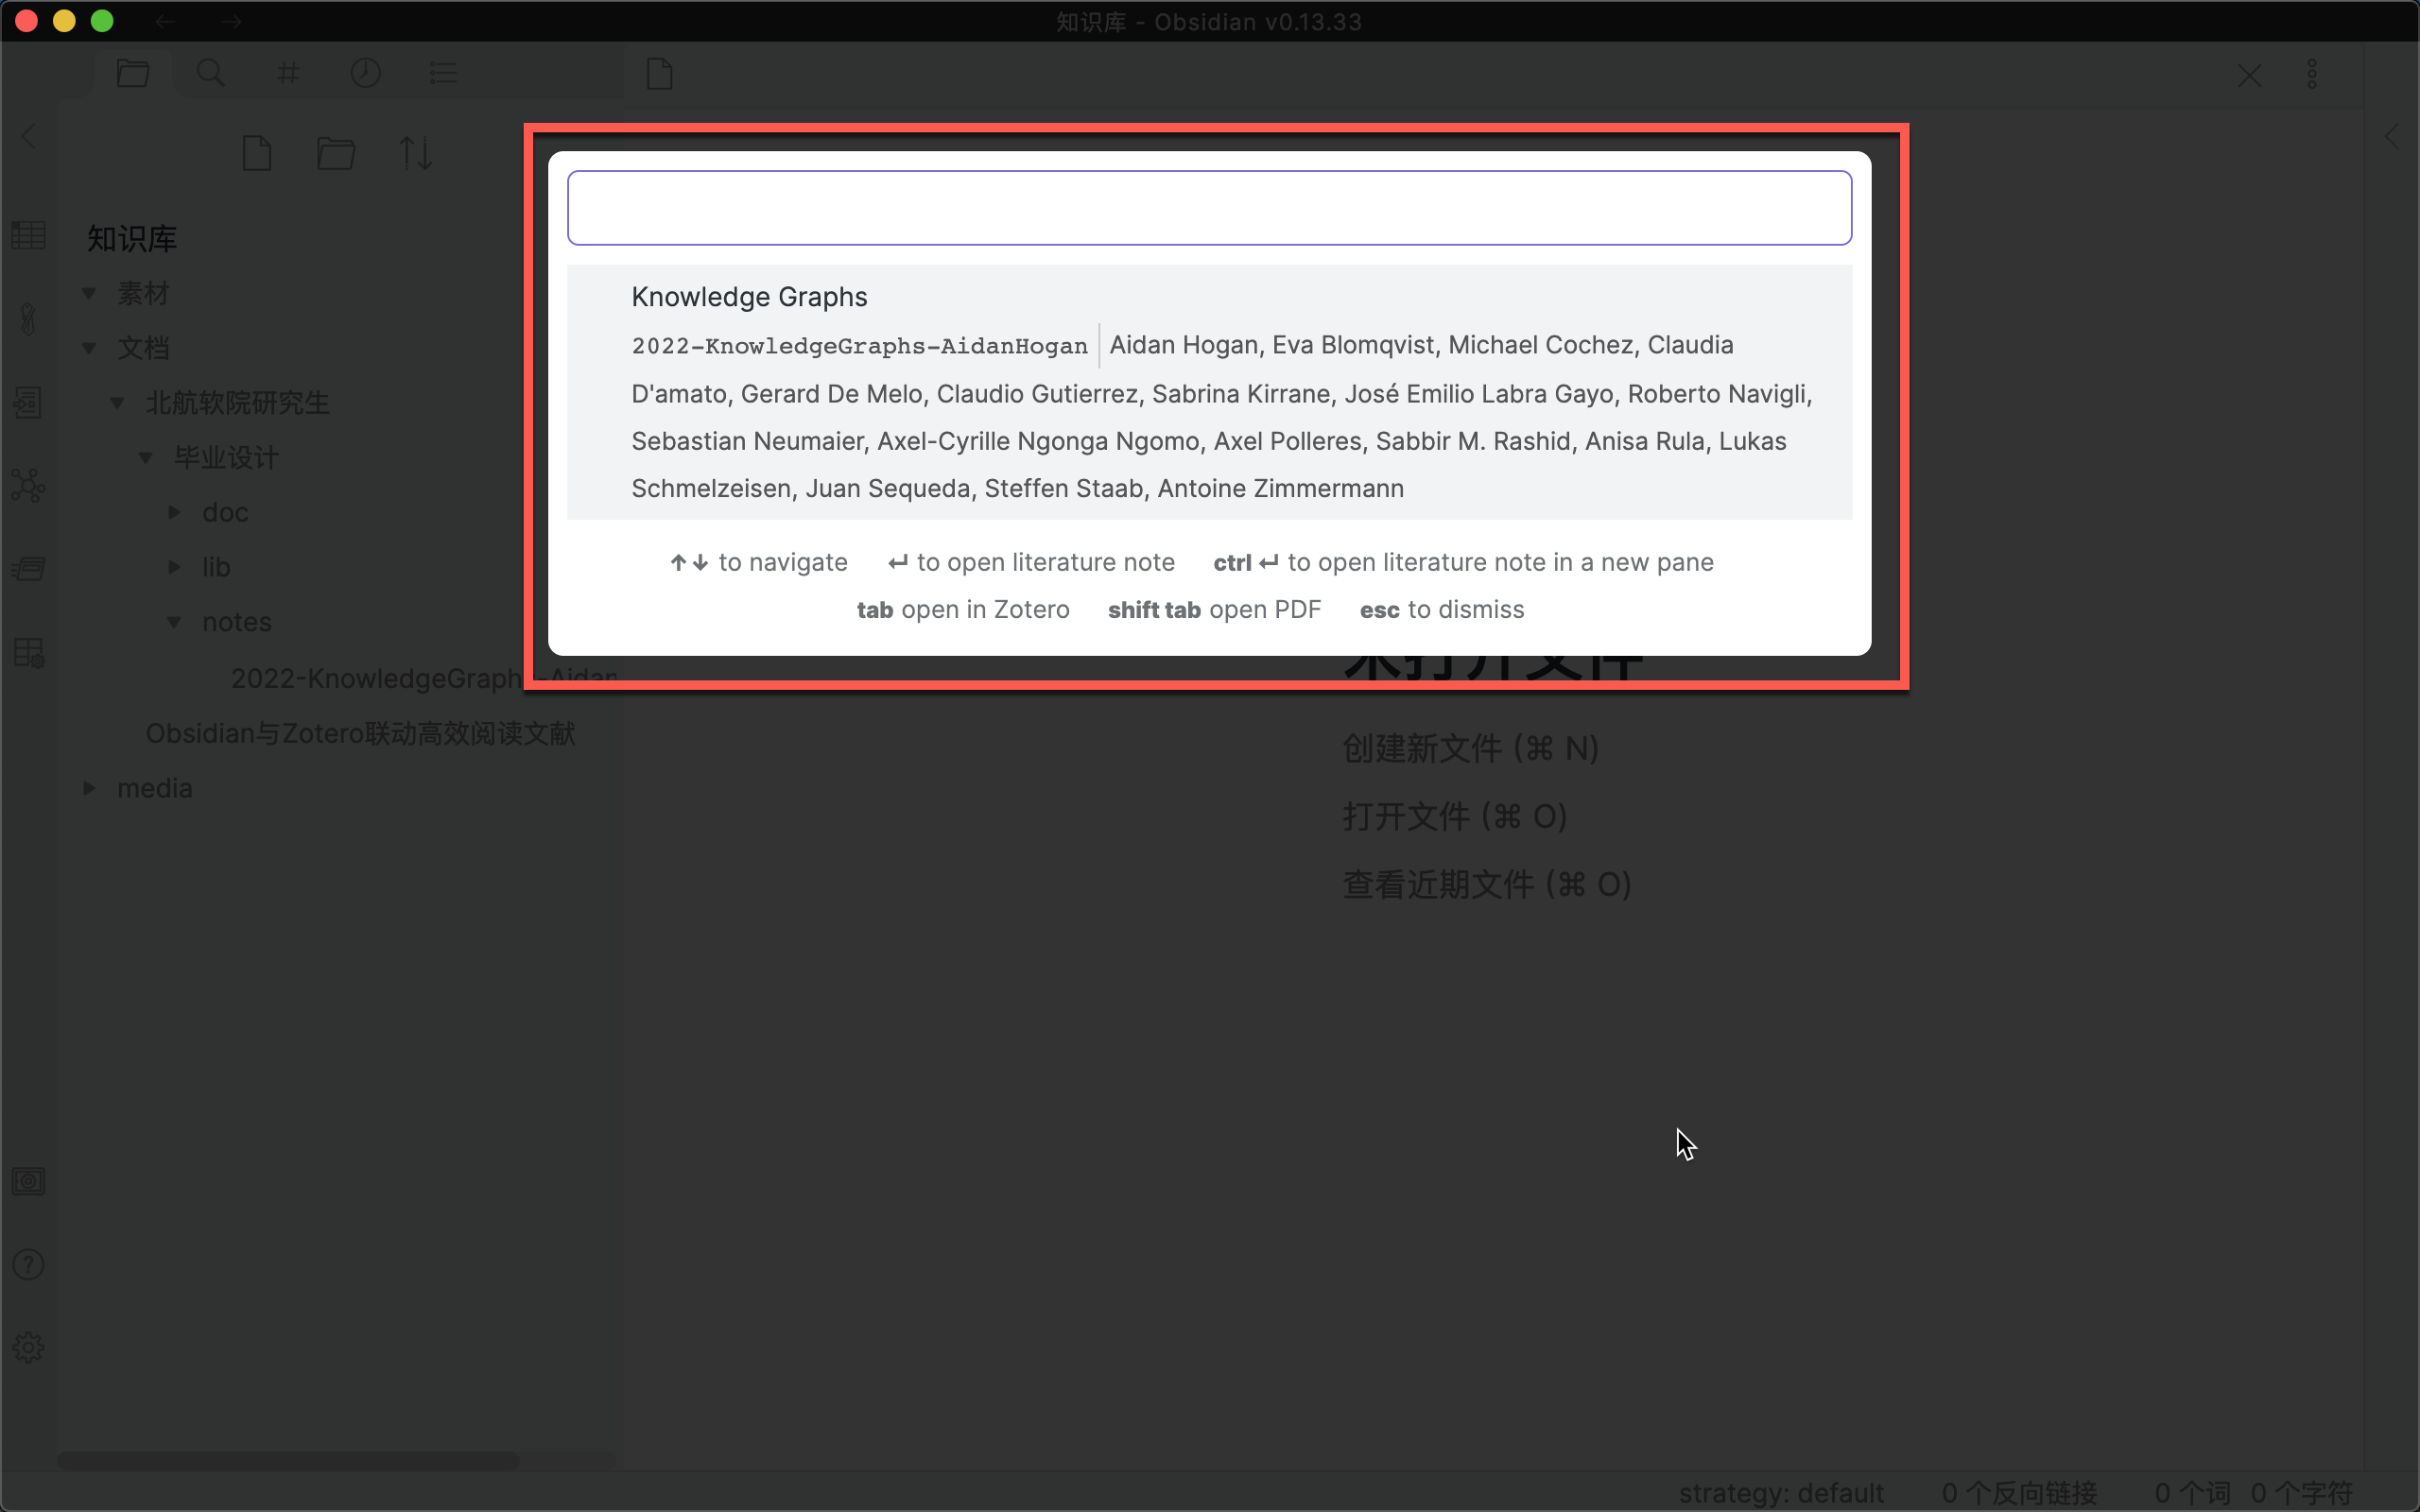 知识库 - Obsidian v0.13.33
知识库
素材
文档
北航软院研究生
毕业设计
doc
lib
notes
2022-KnowledgeGraphs-Aidan
Obsidian与Zotero联动高效阅读文献
media
Knowledge Graphs
2022-KnowledgeGraphs-AidanHogan Aidan Hogan, Eva Blomqvist, Michael Cochez, Claudia
D'amato, Gerard De Melo, Claudio Gutierrez, Sabrina Kirrane, José Emilio Labra Gayo, Roberto Navigli,
Sebastian Neumaier, Axel-Cyrille Ngonga Ngomo, Axel Polleres, Sabbir M. Rashid, Anisa Rula, Lukas
Schmelzeisen, Juan Sequeda, Steffen Staab, Antoine Zimmermann
↑↓ to navigate ↵ to open literature note ctrl ↵ to open literature note in a new pane
tab open in Zotero shift tab open PDF esc to dismiss
未打开文件
创建新文件 (⌘ N)
打开文件 (⌘ O)
查看近期文件 (⌘ O)
strategy: default 0 个反向链接 0 个词 0 个字符